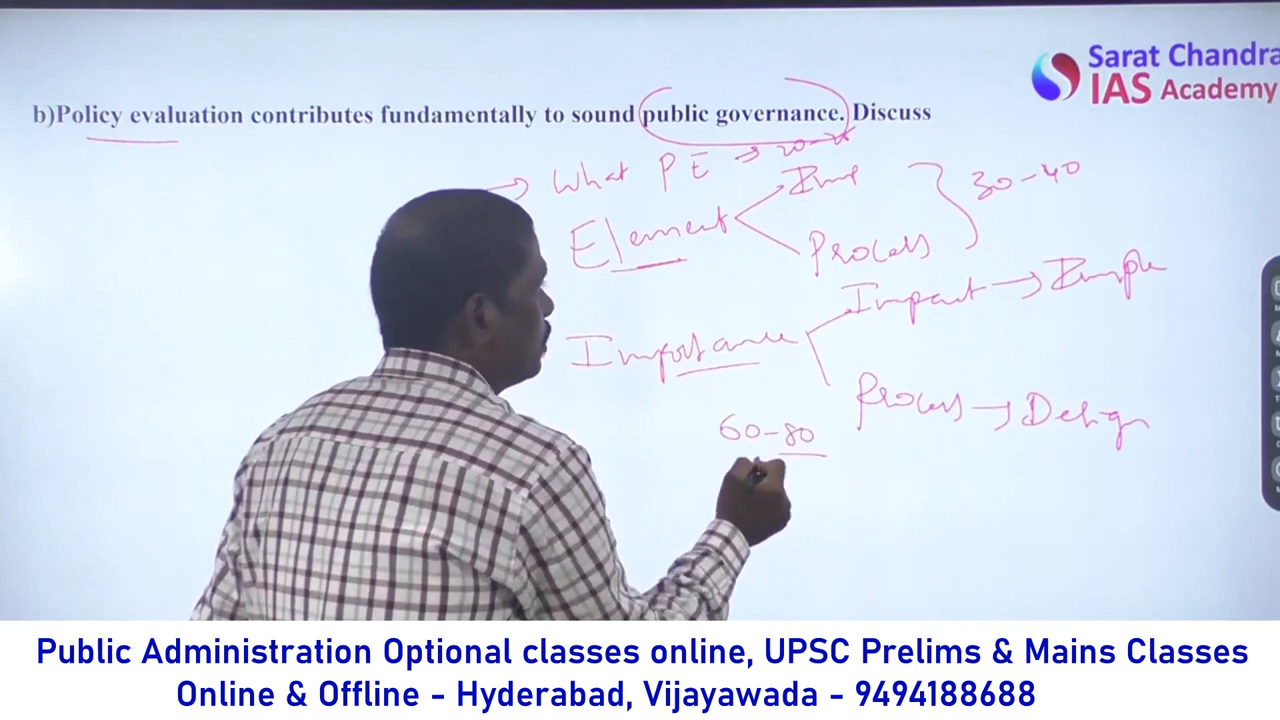 Sarat Chandra
IAS Academy
b)Policy evaluation contributes fundamentally to sound public governance. Discuss
→ What PE ⇒
Element
Process
30-40
Importance
Impact →
Process → Design
60-80
Public Administration Optional classes online, UPSC Prelims & Mains Classes
Online & Offline - Hyderabad, Vijayawada - 9494188688